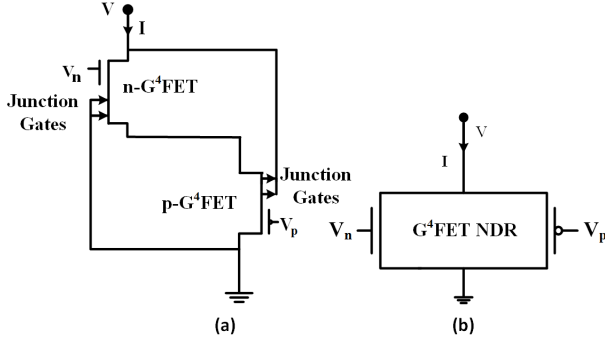 V
I
Vn
n-G⁴FET
Junction
Gates
Junction
Gates
p-G⁴FET
Vp
(a)
V
I
Vn
G⁴FET NDR
Vp
(b)